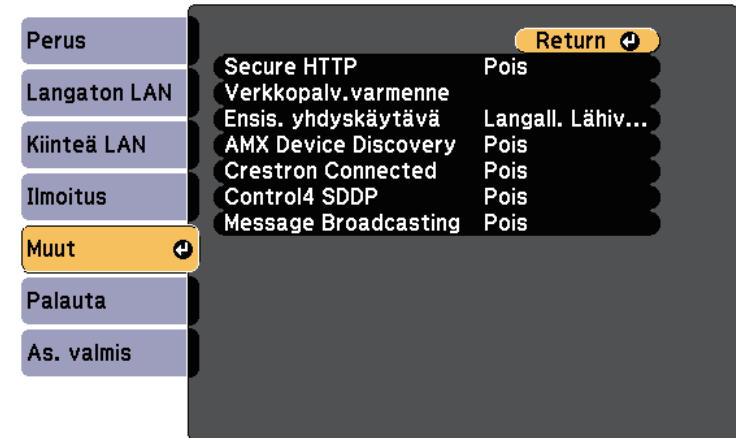 Perus
Langaton LAN
Kiinteä LAN
Ilmoitus
Muut
Palauta
As. valmis
Return
Secure HTTP Pois
Verkkopalv.varmenne
Ensis. yhdyskäytävä Langall. Lähiv...
AMX Device Discovery Pois
Crestron Connected Pois
Control4 SDDP Pois
Message Broadcasting Pois